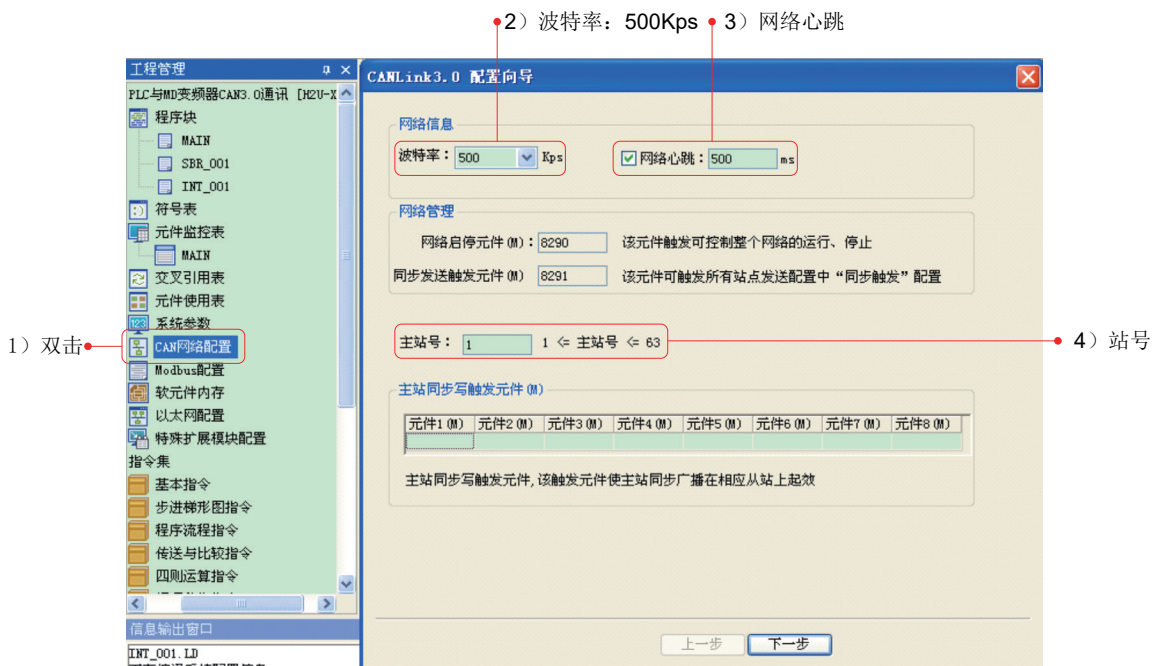 2）波特率：500Kps
3）网络心跳
工程管理
PLC与MD变频器CAN3.0通讯 [H2U-X
程序块
MAIN
SBR_001
INT_001
符号表
元件监控表
MAIN
交叉引用表
元件使用表
系统参数
1）双击
CAN网络配置
Modbus配置
软元件内存
以太网配置
特殊扩展模块配置
指令集
基本指令
步进梯形图指令
程序流程指令
传送与比较指令
四则运算指令
信息输出窗口
INT_001.LD
CANLink3.0 配置向导
网络信息
波特率：500 Kps
网络心跳：500 ms
网络管理
网络启停元件(M)：8290 该元件触发可控制整个网络的运行、停止
同步发送触发元件(M) 8291 该元件可触发所有站点发送配置中“同步触发”配置
主站号：1 1 <= 主站号 <= 63
4）站号
主站同步写触发元件(M)
元件1(M) 元件2(M) 元件3(M) 元件4(M) 元件5(M) 元件6(M) 元件7(M) 元件8(M)
主站同步写触发元件,该触发元件使主站同步广播在相应从站上起效
上一步 下一步